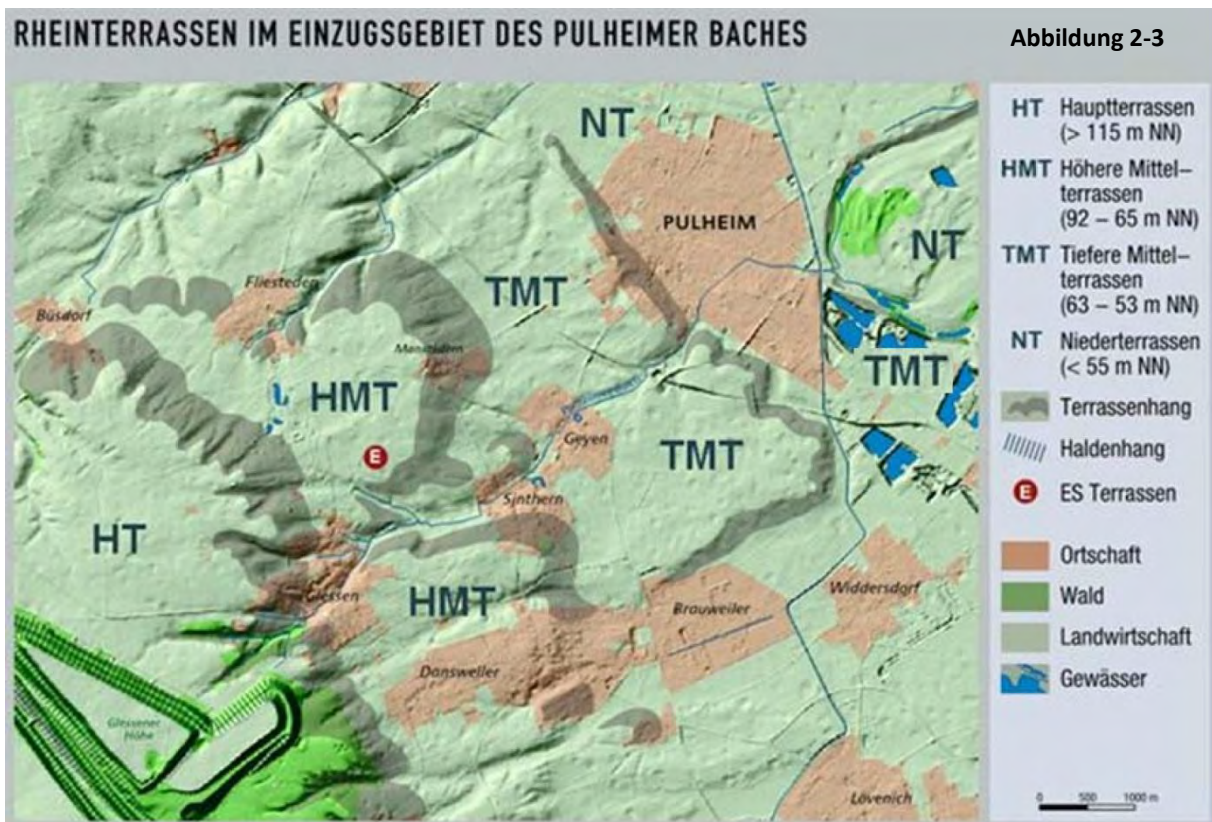 RHEINTERRASSEN IM EINZUGSGEBIET DES PULHEIMER BACHES
Abbildung 2-3
NT
PULHEIM
NT
TMT
Fliesteden
Büsdorf
Manstedten
TMT
HMT
Geyen
TMT
E
Sinthern
HT
Glessen
HMT
Brauweiler
Widdersdorf
Dansweiler
Glessener
Höhe
Lövenich
HT Hauptterrassen
(> 115 m NN)
HMT Höhere Mittel–
terrassen
(92 – 65 m NN)
TMT Tiefere Mittel–
terrassen
(63 – 53 m NN)
NT Niederterrassen
(< 55 m NN)
Terrassenhang
Haldenhang
E ES Terrassen
Ortschaft
Wald
Landwirtschaft
Gewässer
0 500 1000 m